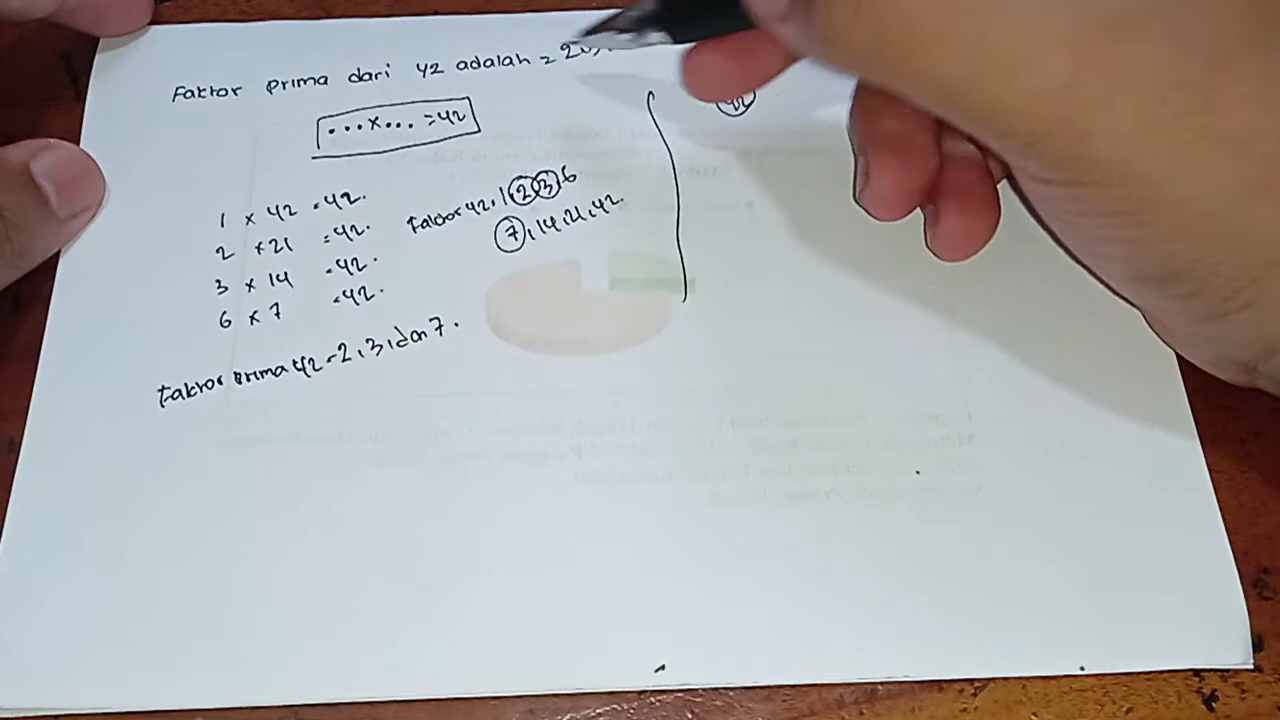 Faktor prima dari 42 adalah =
...x... = 42
1 x 42 = 42.
2 x 21 = 42.
3 x 14 = 42.
6 x 7 = 42.
Faktor 42 = 1 2 3 6
7, 14, 21, 42.
Faktor prima 42 = 2, 3, dan 7.
42